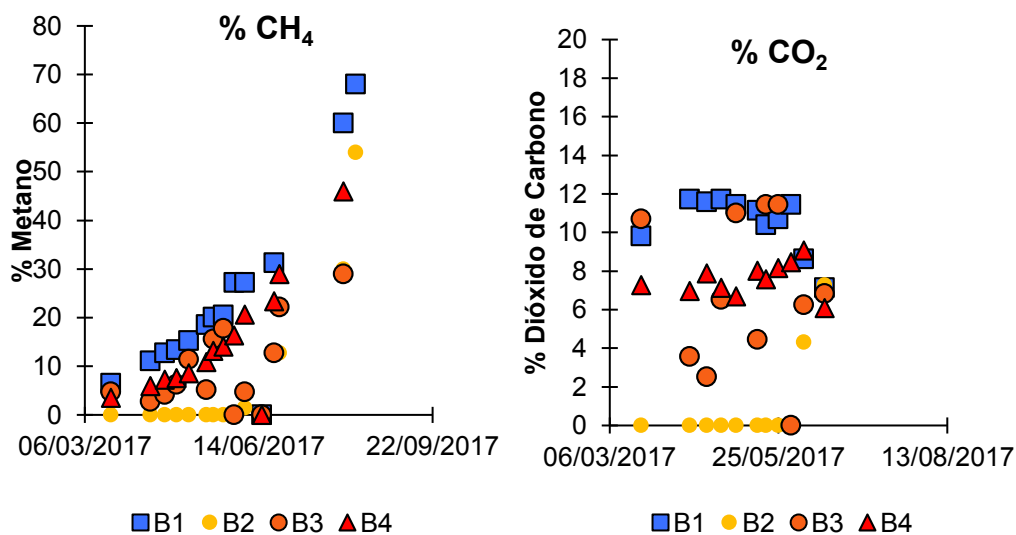 % CH₄
% Metano
80
70
60
50
40
30
20
10
0
06/03/2017 14/06/2017 22/09/2017
B1 B2 B3 B4
% CO₂
% Dióxido de Carbono
20
18
16
14
12
10
8
6
4
2
0
06/03/2017 25/05/2017 13/08/2017
B1 B2 B3 B4